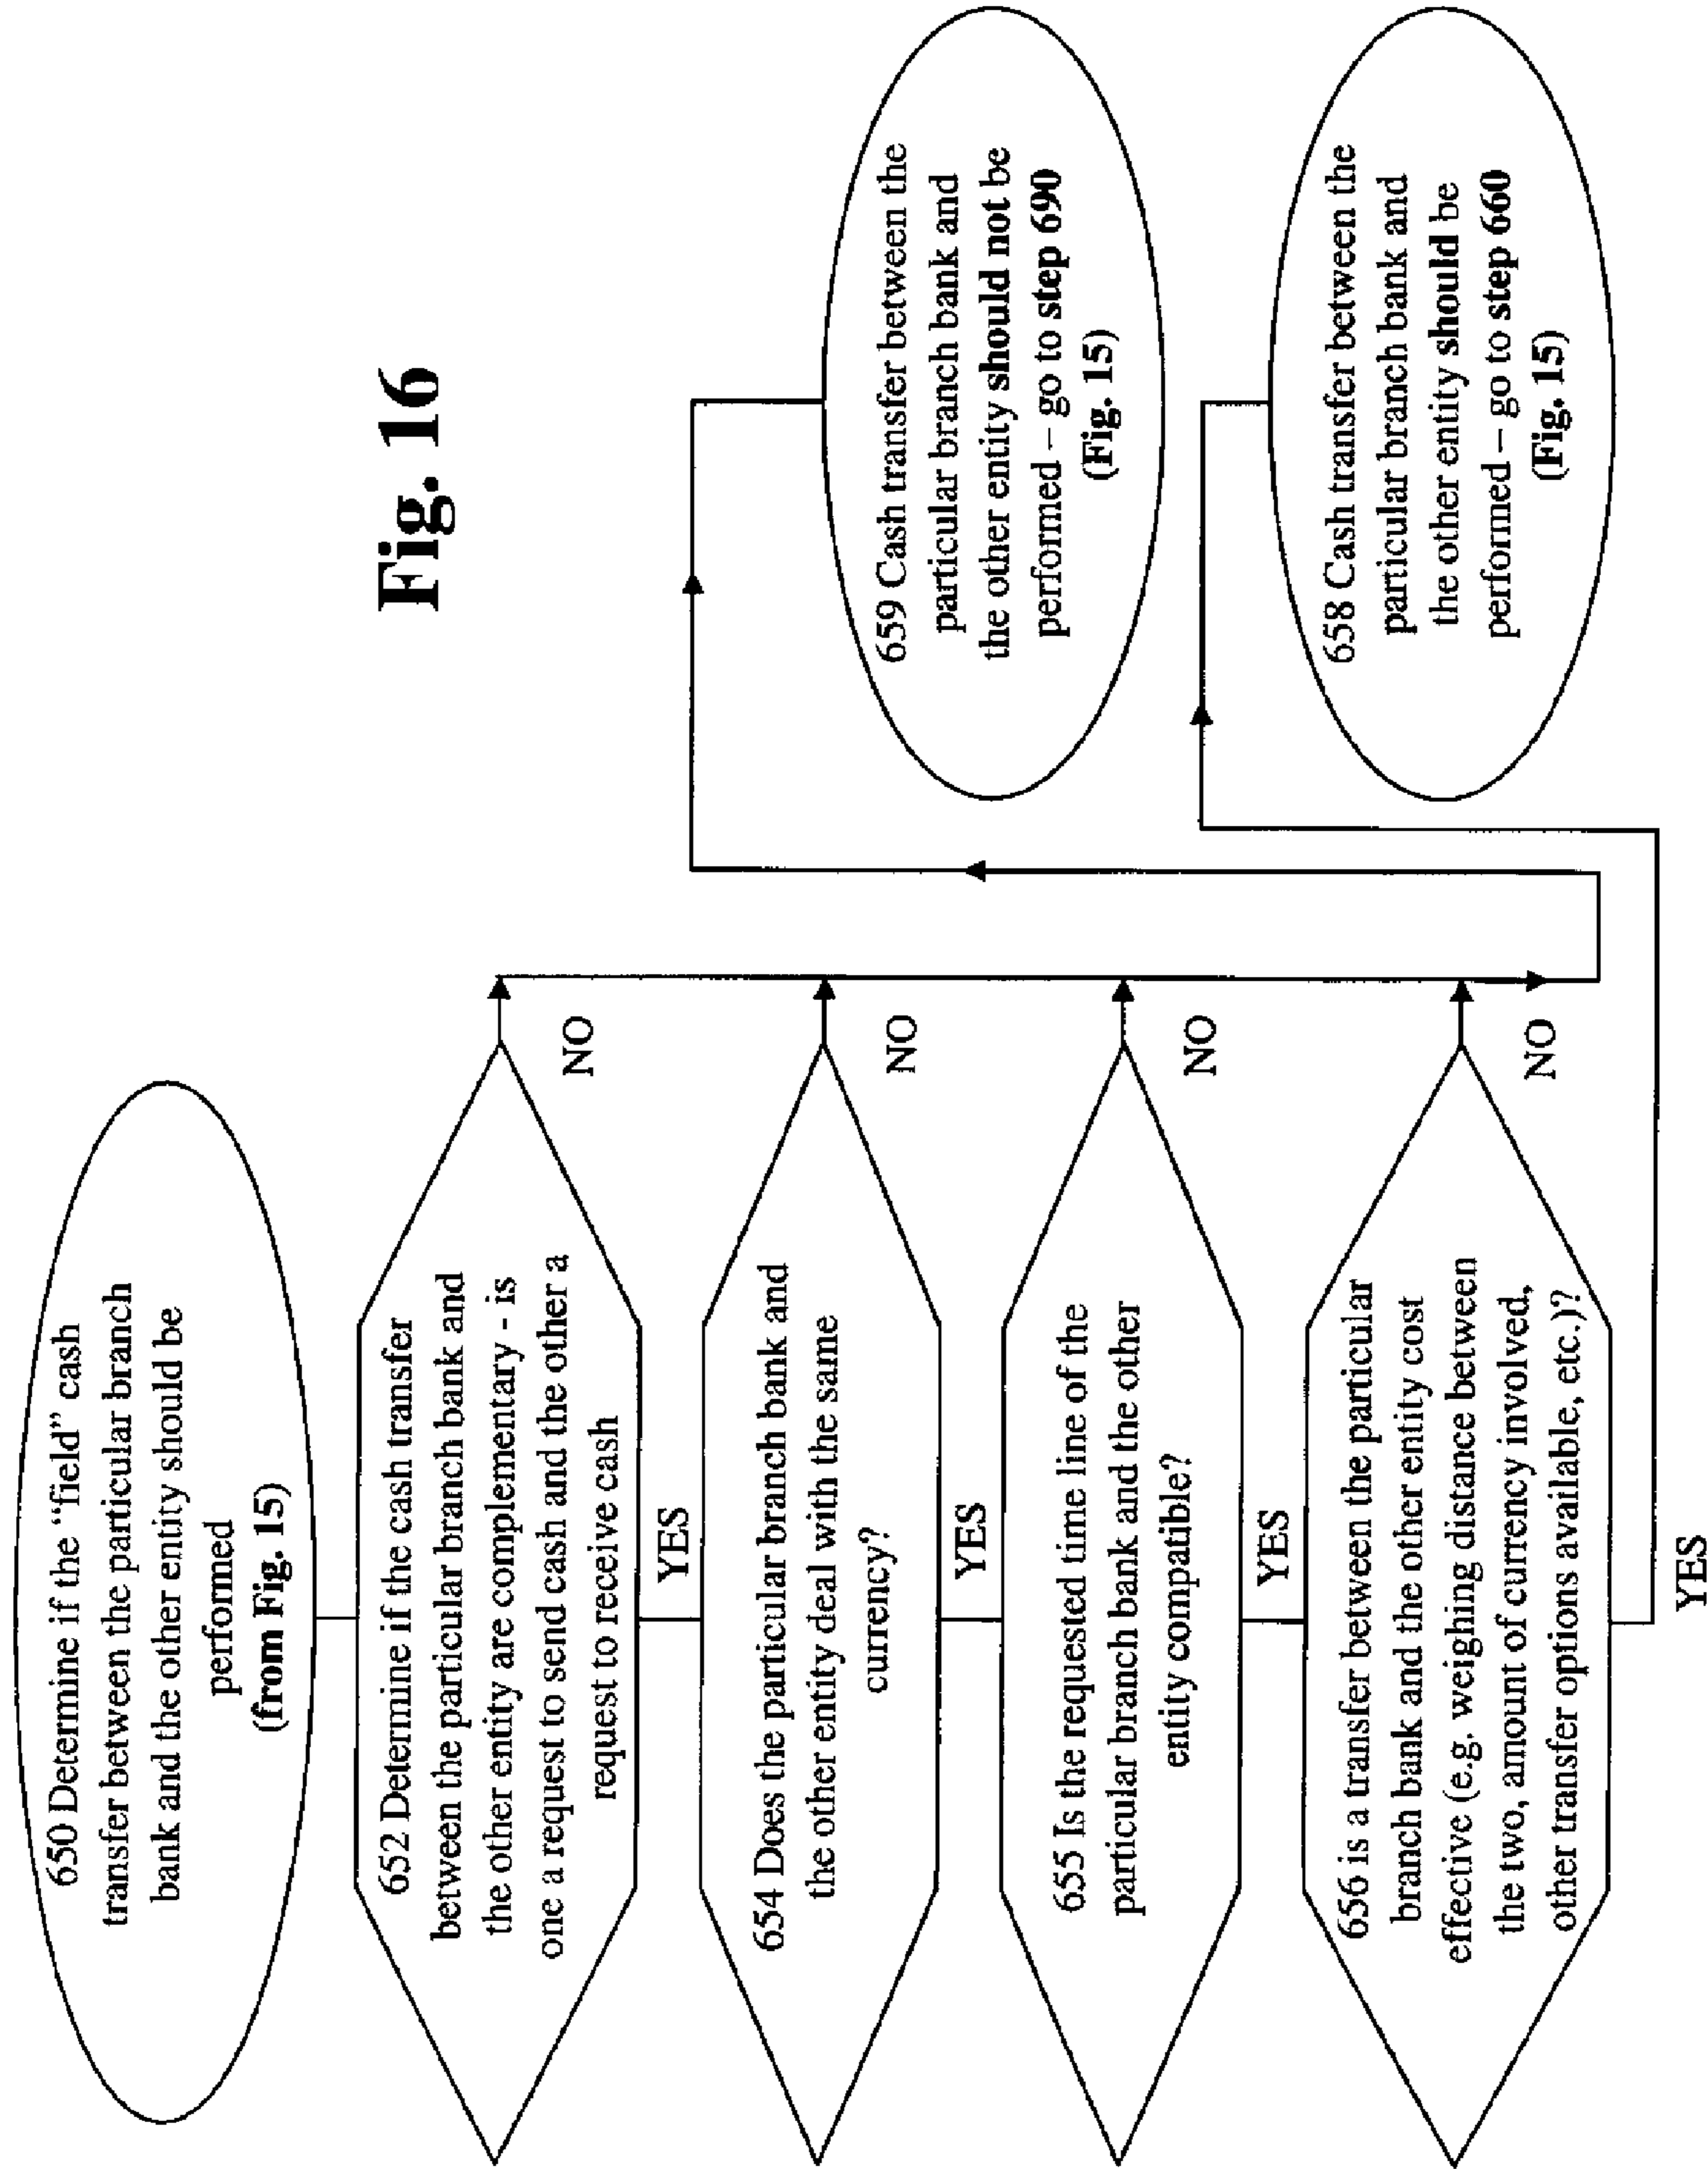 Fig. 16
650 Determine if the "field" cash
transfer between the particular branch
bank and the other entity should be
performed
(from Fig. 15)
652 Determine if the cash transfer
between the particular branch bank and
the other entity are complementary - is
one a request to send cash and the other a
request to receive cash
NO
YES
654 Does the particular branch bank and
the other entity deal with the same
currency?
NO
YES
655 Is the requested time line of the
particular branch bank and the other
entity compatible?
NO
YES
656 is a transfer between the particular
branch bank and the other entity cost
effective (e.g. weighing distance between
the two, amount of currency involved,
other transfer options available, etc.)?
NO
YES
659 Cash transfer between the
particular branch bank and
the other entity should not be
performed – go to step 690
(Fig. 15)
658 Cash transfer between the
particular branch bank and
the other entity should be
performed – go to step 660
(Fig. 15)